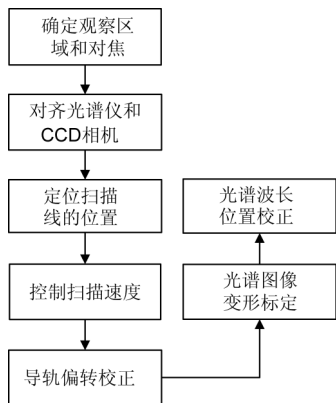 确定观察区
域和对焦
对齐光谱仪和
CCD相机
定位扫描
线的位置
控制扫描速度
导轨偏转校正
光谱图像
变形标定
光谱波长
位置校正